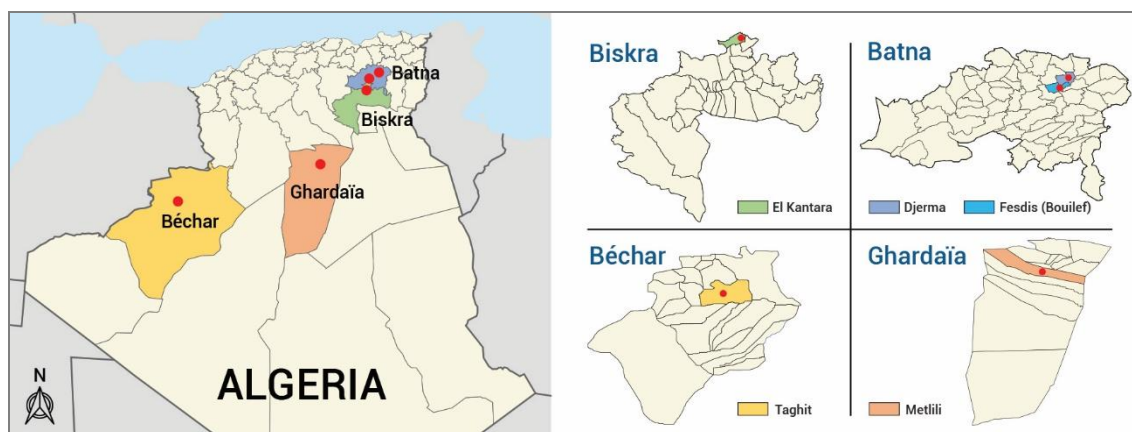 Batna
Biskra
Ghardaïa
Béchar
ALGERIA
N
Biskra
El Kantara
Batna
Djerma
Fesdis (Bouilef)
Béchar
Taghit
Ghardaïa
Metlili